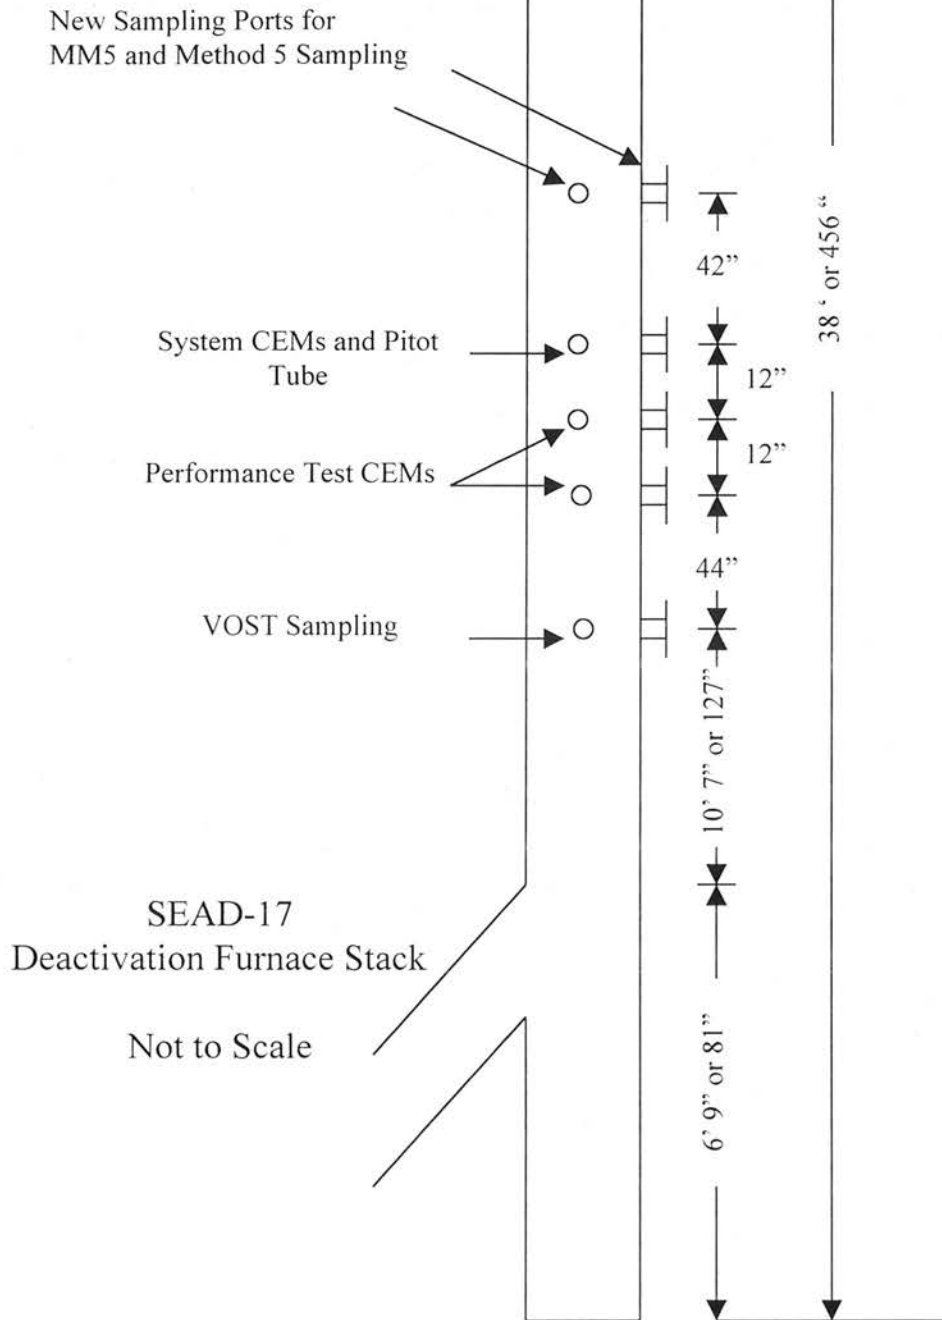 New Sampling Ports for
MM5 and Method 5 Sampling
42”
38 ‘ or 456 “
System CEMs and Pitot
Tube
12”
12”
Performance Test CEMs
44”
VOST Sampling
10’ 7” or 127”
SEAD-17
Deactivation Furnace Stack
Not to Scale
6’ 9” or 81”